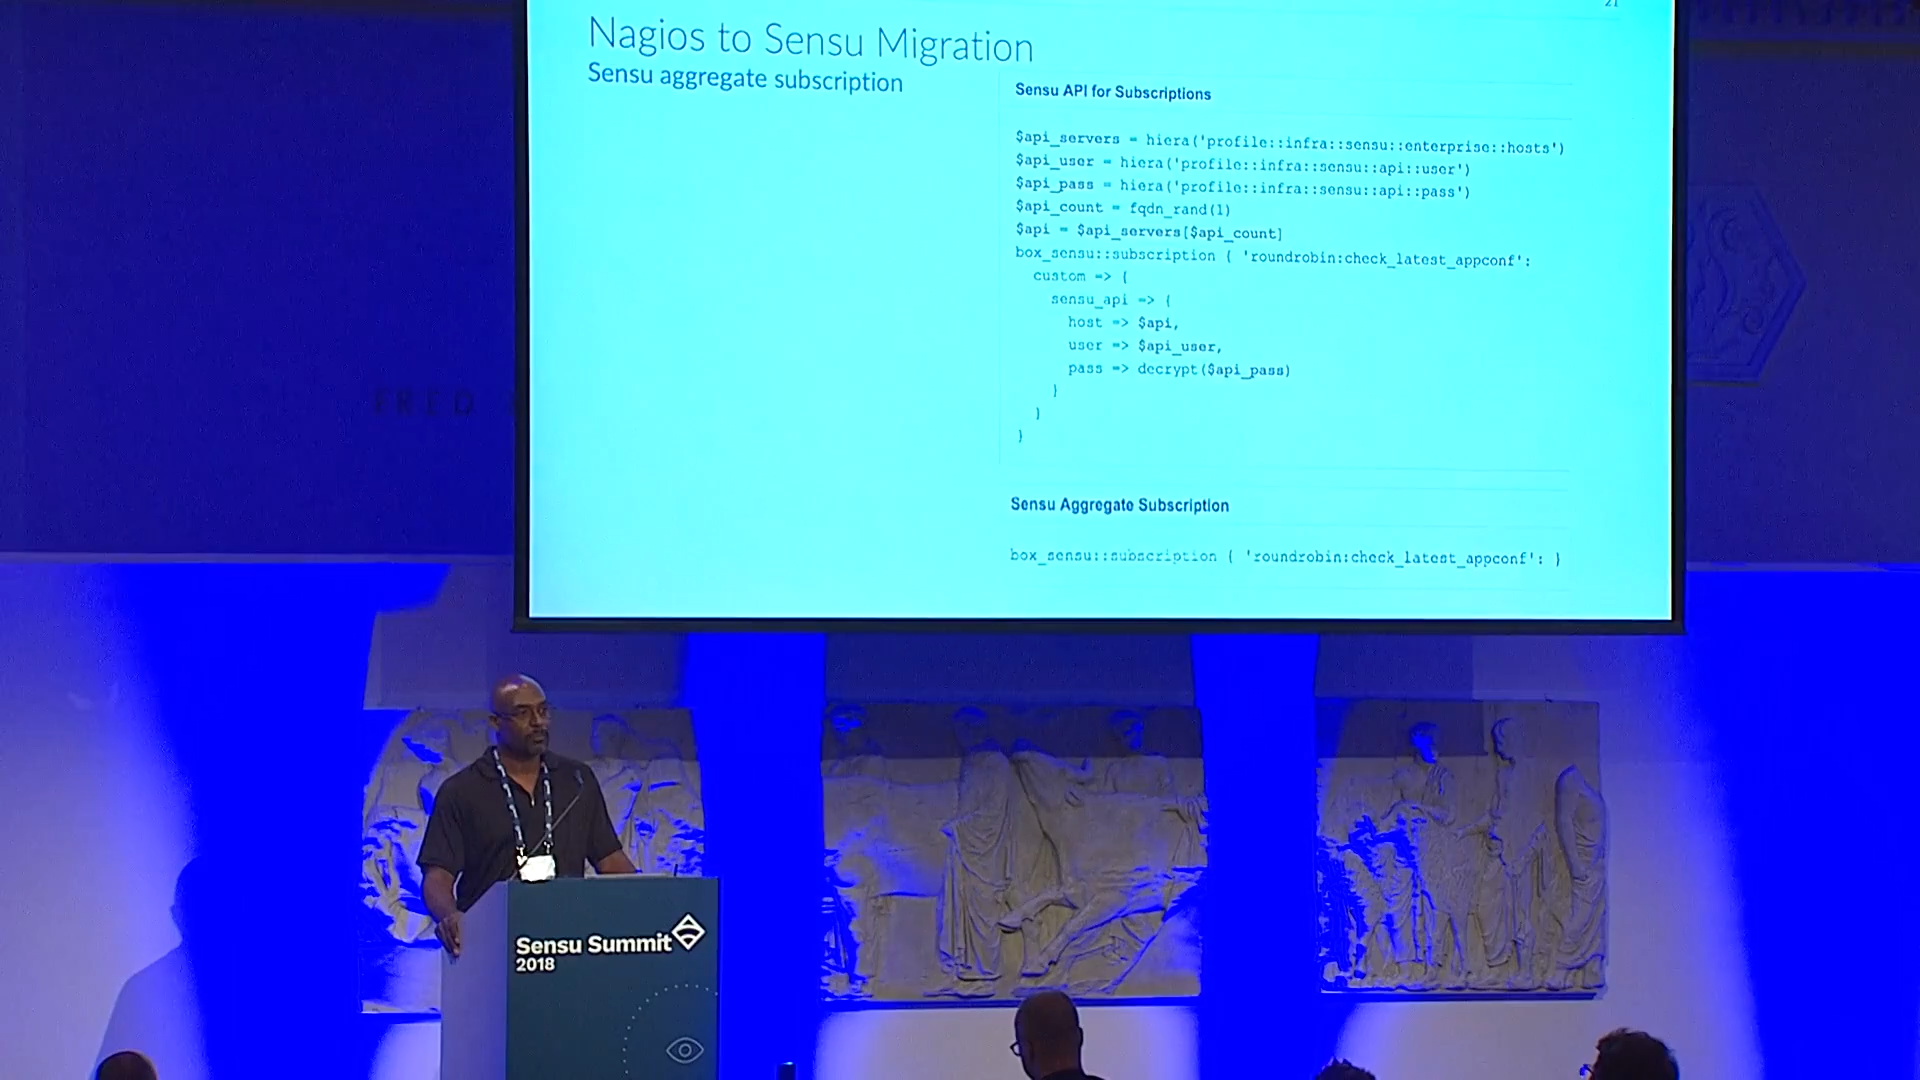 21
Nagios to Sensu Migration
Sensu aggregate subscription
Sensu API for Subscriptions
$api_servers = hiera('profile::infra::sensu::enterprise::hosts')
$api_user = hiera('profile::infra::sensu::api::user')
$api_pass = hiera('profile::infra::sensu::api::pass')
$api_count = fqdn_rand(1)
$api = $api_servers[$api_count]
box_sensu::subscription { 'roundrobin:check_latest_appconf':
custom => {
sensu_api => {
host => $api,
user => $api_user,
pass => decrypt($api_pass)
}
}
}
Sensu Aggregate Subscription
box_sensu::subscription { 'roundrobin:check_latest_appconf': }
FRED
Sensu Summit
2018